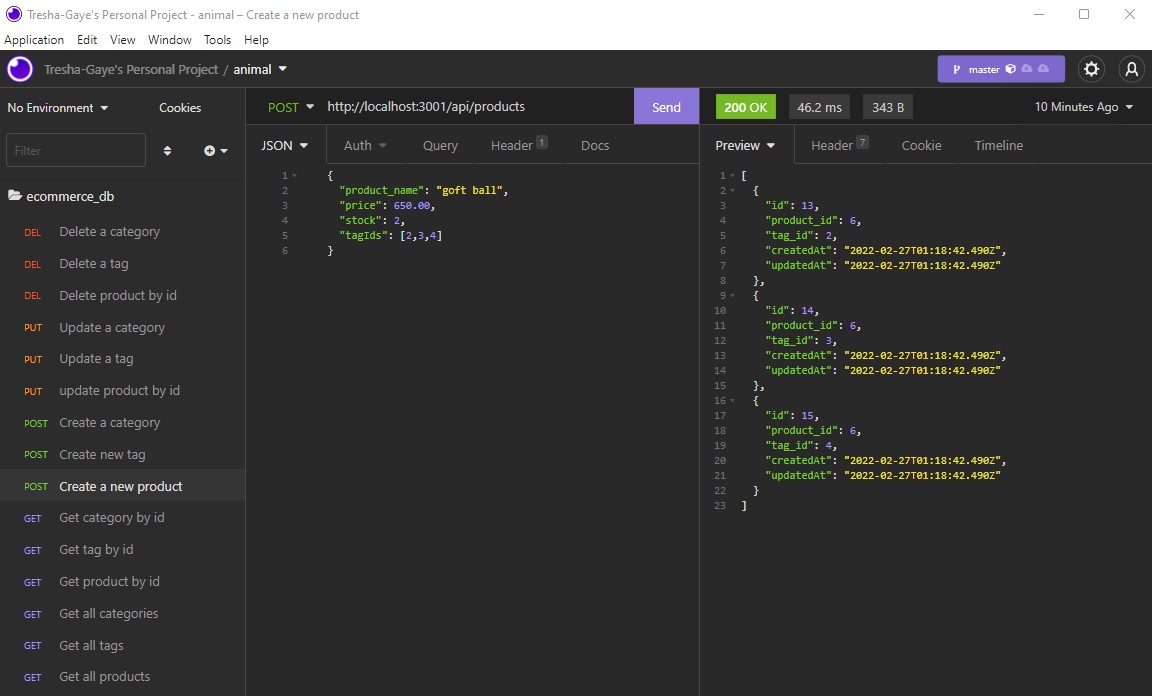 Tresha-Gaye's Personal Project - animal – Create a new product
Application Edit View Window Tools Help
Tresha-Gaye's Personal Project / animal
master
No Environment Cookies
Filter
ecommerce_db
DEL Delete a category
DEL Delete a tag
DEL Delete product by id
PUT Update a category
PUT Update a tag
PUT update product by id
POST Create a category
POST Create new tag
POST Create a new product
GET Get category by id
GET Get tag by id
GET Get product by id
GET Get all categories
GET Get all tags
GET Get all products
POST http://localhost:3001/api/products Send
JSON Auth Query Header 1 Docs
1 {
2 "product_name": "goft ball",
3 "price": 650.00,
4 "stock": 2,
5 "tagIds": [2,3,4]
6 }
200 OK 46.2 ms 343 B 10 Minutes Ago
Preview Header 7 Cookie Timeline
1 [
2 {
3 "id": 13,
4 "product_id": 6,
5 "tag_id": 2,
6 "createdAt": "2022-02-27T01:18:42.490Z",
7 "updatedAt": "2022-02-27T01:18:42.490Z"
8 },
9 {
10 "id": 14,
11 "product_id": 6,
12 "tag_id": 3,
13 "createdAt": "2022-02-27T01:18:42.490Z",
14 "updatedAt": "2022-02-27T01:18:42.490Z"
15 },
16 {
17 "id": 15,
18 "product_id": 6,
19 "tag_id": 4,
20 "createdAt": "2022-02-27T01:18:42.490Z",
21 "updatedAt": "2022-02-27T01:18:42.490Z"
22 }
23 ]